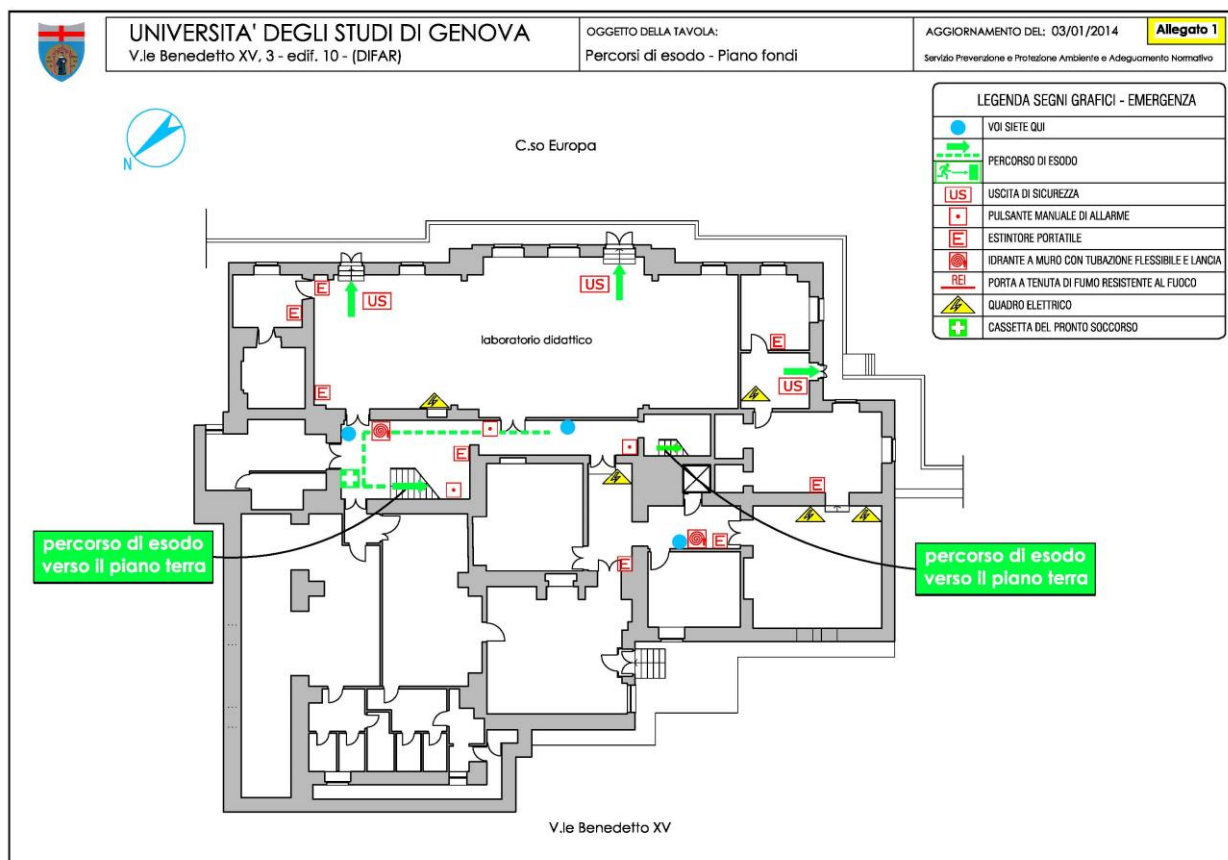 UNIVERSITA' DEGLI STUDI DI GENOVA
V.le Benedetto XV, 3 - edif. 10 - (DIFAR)
OGGETTO DELLA TAVOLA:
Percorsi di esodo - Piano fondi
AGGIORNAMENTO DEL: 03/01/2014
Allegato 1
Servizio Prevenzione e Protezione Ambiente e Adeguamento Normativo
LEGENDA SEGNI GRAFICI - EMERGENZA
VOI SIETE QUI
PERCORSO DI ESODO
US USCITA DI SICUREZZA
PULSANTE MANUALE DI ALLARME
E ESTINTORE PORTATILE
IDRANTE A MURO CON TUBAZIONE FLESSIBILE E LANCIA
REI PORTA A TENUTA DI FUMO RESISTENTE AL FUOCO
QUADRO ELETTRICO
CASSETTA DEL PRONTO SOCCORSO
N
C.so Europa
E
US
US
E
laboratorio didattico
E
US
E
E
E
E
E
E
percorso di esodo
verso il piano terra
percorso di esodo
verso il piano terra
V.le Benedetto XV